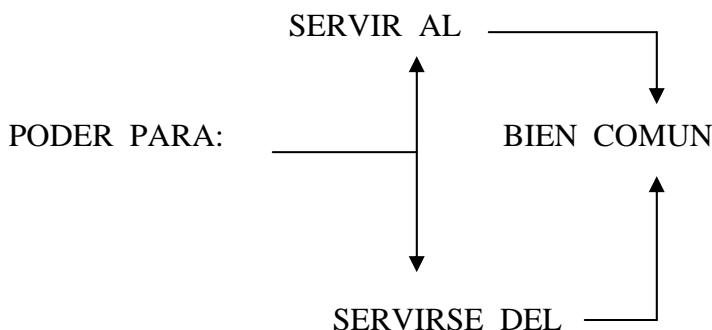 SERVIR AL
PODER PARA:
BIEN COMUN
SERVIRSE DEL